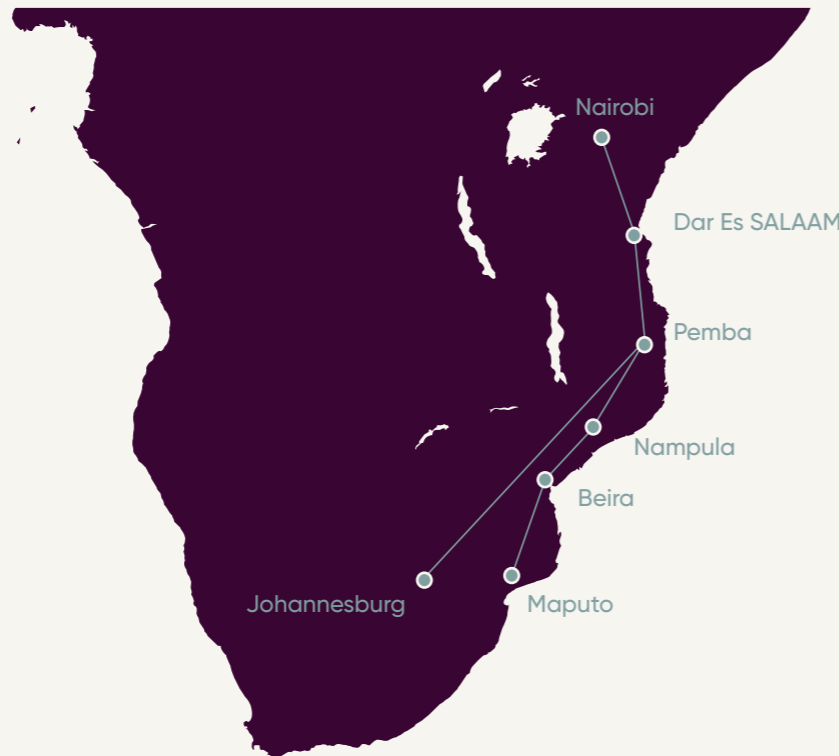 Nairobi
Dar Es SALAAM
Pemba
Nampula
Beira
Johannesburg
Maputo